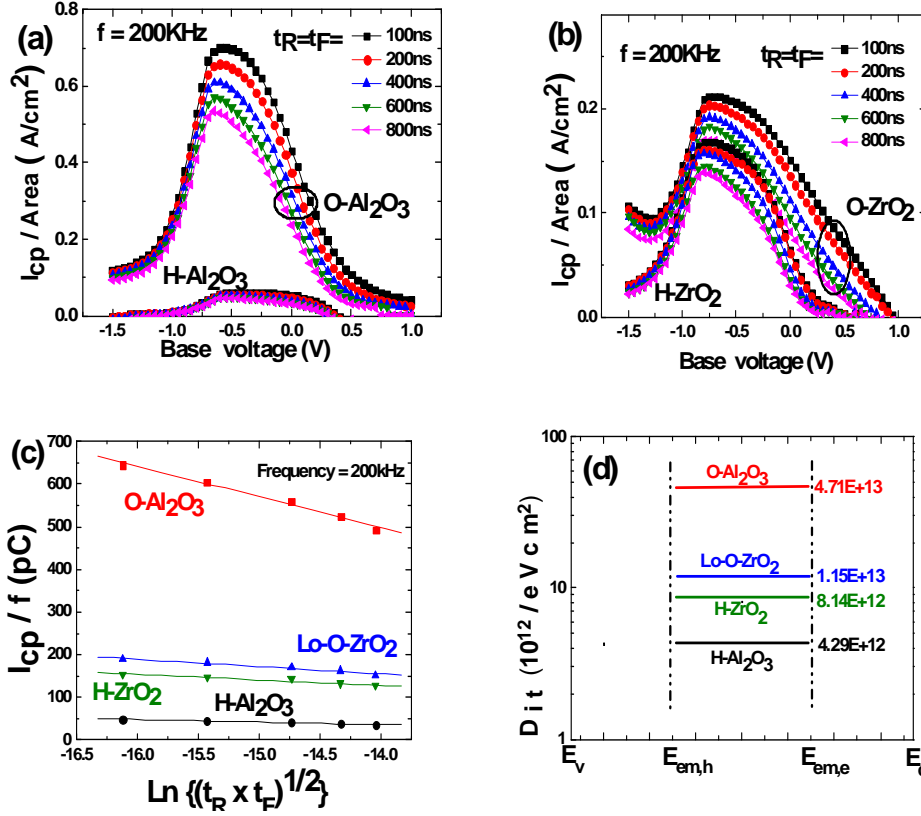 (a)
f = 200KHz
tR=tF=
100ns
200ns
400ns
600ns
800ns
O-Al2O3
H-Al2O3
Icp / Area ( A/cm2)
0.6
0.4
0.2
0.0
-1.5 -1.0 -0.5 0.0 0.5 1.0
Base voltage (V)
(b)
f = 200KHz
tR=tF=
100ns
200ns
400ns
600ns
800ns
O-ZrO2
H-ZrO2
Icp / Area ( A/cm2)
0.2
0.1
0.0
-1.5 -1.0 -0.5 0.0 0.5 1.0
Base voltage (V)
(c)
Frequency = 200kHz
O-Al2O3
Lo-O-ZrO2
H-ZrO2
H-Al2O3
Icp / f (pC)
700
600
500
400
300
200
150
100
50
0
-16.5 -16.0 -15.5 -15.0 -14.5 -14.0
Ln {(tR x tF)1/2}
(d)
O-Al2O3
4.71E+13
Lo-O-ZrO2
1.15E+13
H-ZrO2
8.14E+12
H-Al2O3
4.29E+12
Dit (1012 / eVcm2)
100
10
1
Ev Eem,h Eem,e